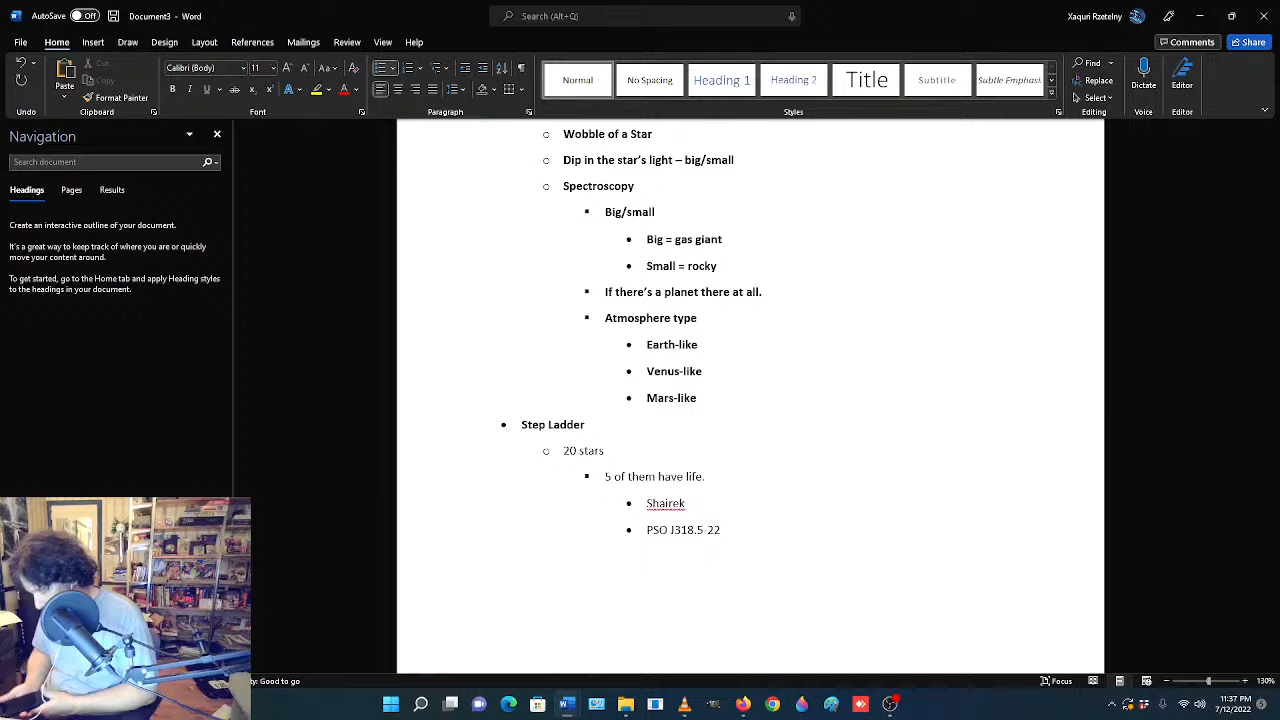 AutoSave Off Document3 - Word Search (Alt+Q) Xaquri Rzetelny
File Home Insert Draw Design Layout References Mailings Review View Help Comments Share
Cut
Copy
Paste
Format Painter
Calibri (Body) 11
Normal No Spacing Heading 1 Heading 2 Title Subtitle Subtle Emphasis
Find
Replace
Select
Dictate Editor
Undo Clipboard Font Paragraph Styles Editing Voice Editor
Navigation
Search document
Headings Pages Results
Create an interactive outline of your document.
It's a great way to keep track of where you are or quickly
move your content around.
To get started, go to the Home tab and apply Heading styles
to the headings in your document.
Wobble of a Star
Dip in the star's light – big/small
Spectroscopy
Big/small
Big = gas giant
Small = rocky
If there's a planet there at all.
Atmosphere type
Earth-like
Venus-like
Mars-like
Step Ladder
20 stars
5 of them have life.
Shairek
PSO J318.5-22
Good to go Focus 130%
11:37 PM
7/12/2022